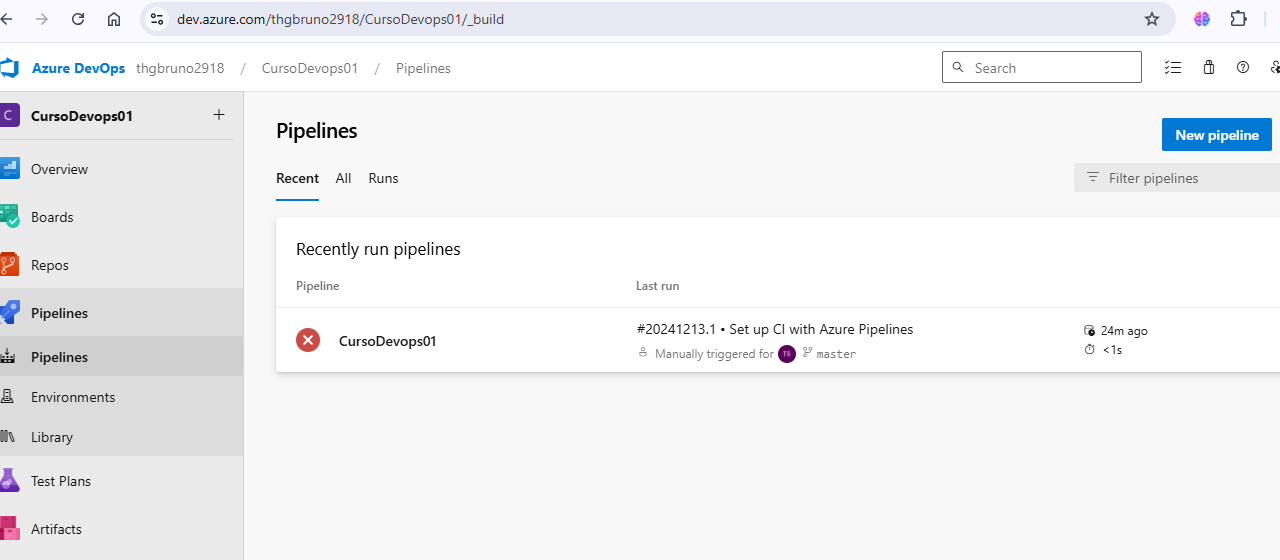 dev.azure.com/thgbruno2918/CursoDevops01/_build
Azure DevOps thgbruno2918 / CursoDevops01 / Pipelines
Search
C CursoDevops01 +
Overview
Boards
Repos
Pipelines
Pipelines
Environments
Library
Test Plans
Artifacts
Pipelines
New pipeline
Recent All Runs
Filter pipelines
Recently run pipelines
Pipeline Last run
CursoDevops01
#20241213.1 • Set up CI with Azure Pipelines
Manually triggered for TB master
24m ago
<1s